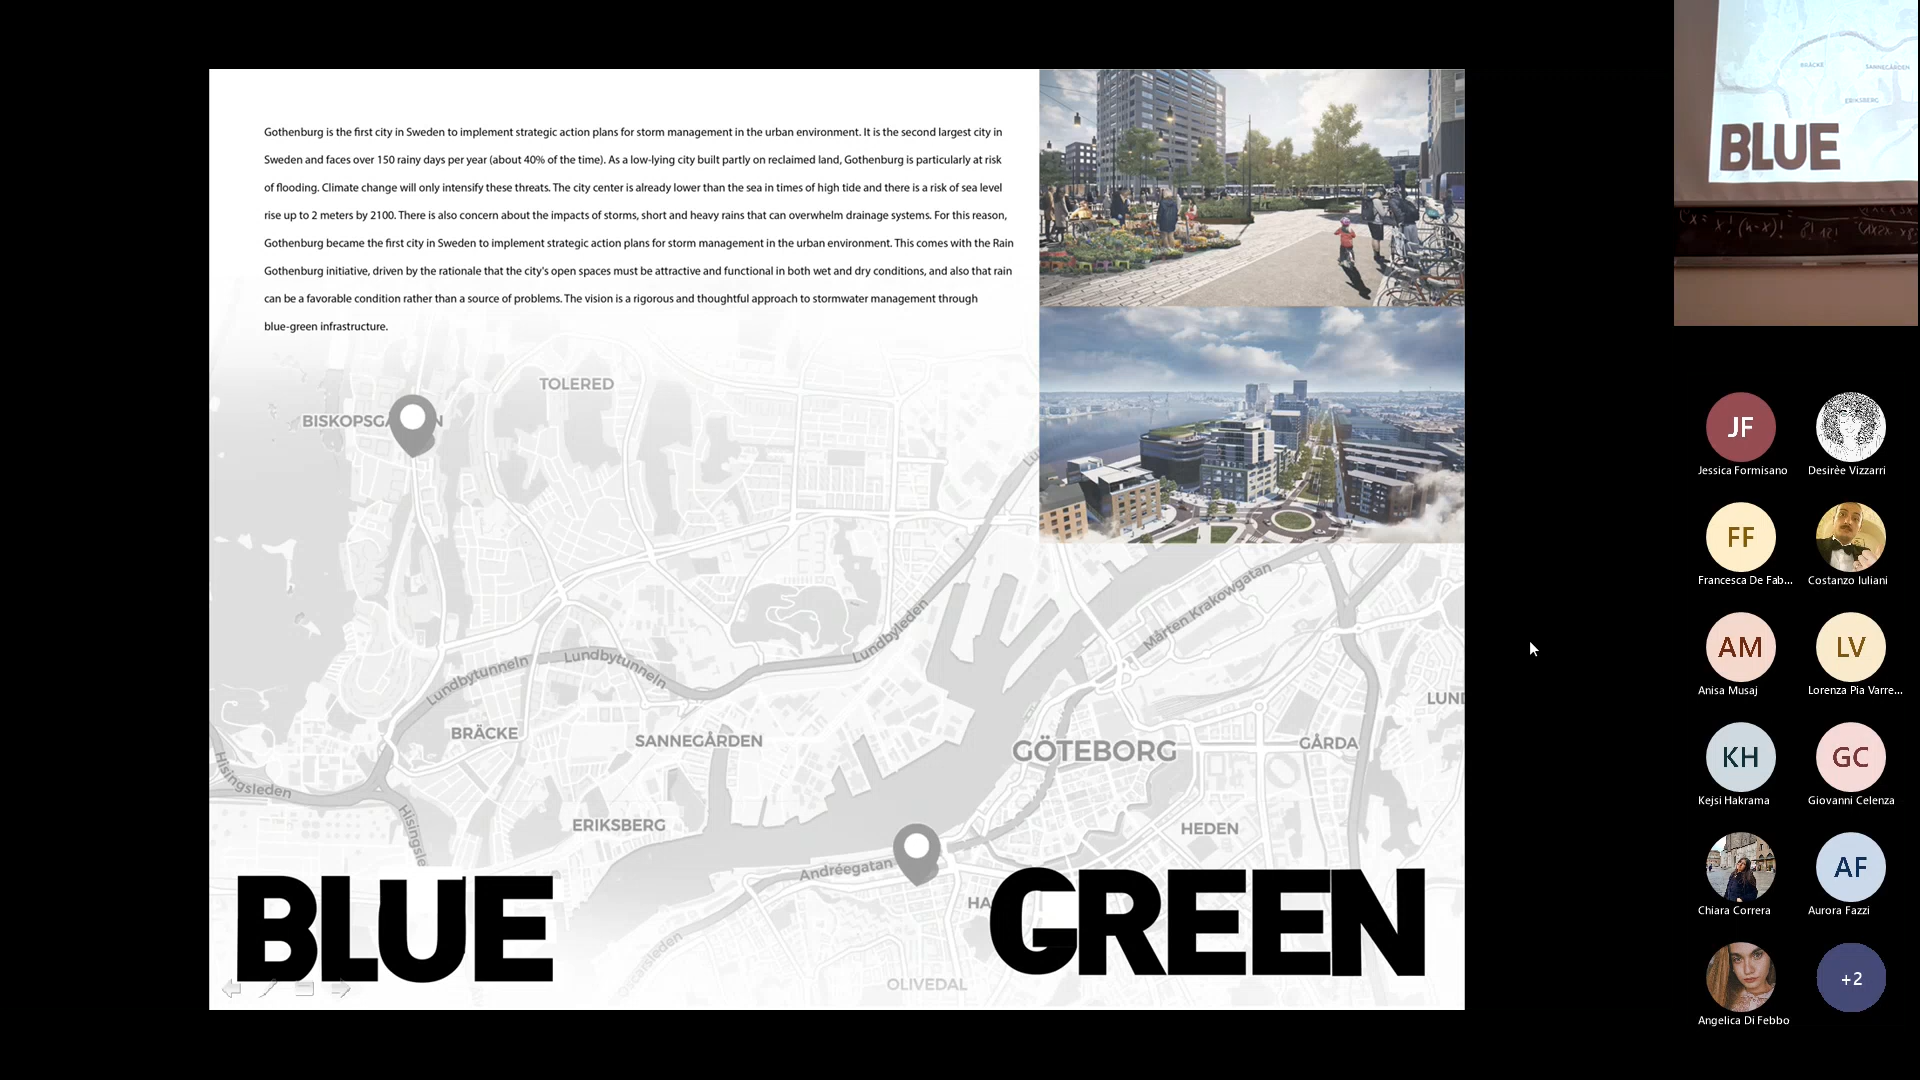 Gothenburg is the first city in Sweden to implement strategic action plans for storm management in the urban environment. It is the second largest city in
Sweden and faces over 150 rainy days per year (about 40% of the time). As a low-lying city built partly on reclaimed land, Gothenburg is particularly at risk
of flooding. Climate change will only intensify these threats. The city center is already lower than the sea in times of high tide and there is a risk of sea level
rise up to 2 meters by 2100. There is also concern about the impacts of storms, short and heavy rains that can overwhelm drainage systems. For this reason,
Gothenburg became the first city in Sweden to implement strategic action plans for storm management in the urban environment. This comes with the Rain
Gothenburg initiative, driven by the rationale that the city's open spaces must be attractive and functional in both wet and dry conditions, and also that rain
can be a favorable condition rather than a source of problems. The vision is a rigorous and thoughtful approach to stormwater management through
blue-green infrastructure.
TOLERED
Lundbyleden
Mårten Krakowgatan
Lundbytunneln
Lundbytunneln
BRÄCKE
SANNEGÅRDEN
GÖTEBORG
GÅRDA
Hisingsleden
ERIKSBERG
HEDEN
Andréegatan
BLUE
GREEN
OLIVEDAL
BRÄCKE
SANNEGÅRDEN
ERIKSBERG
BLUE
JF
Jessica Formisano
Desirèe Vizzarri
FF
Francesca De Fab...
Costanzo Iuliani
AM
Anisa Musaj
LV
Lorenza Pia Varre...
KH
Kejsi Hakrama
GC
Giovanni Celenza
Chiara Correra
AF
Aurora Fazzi
Angelica Di Febbo
+2